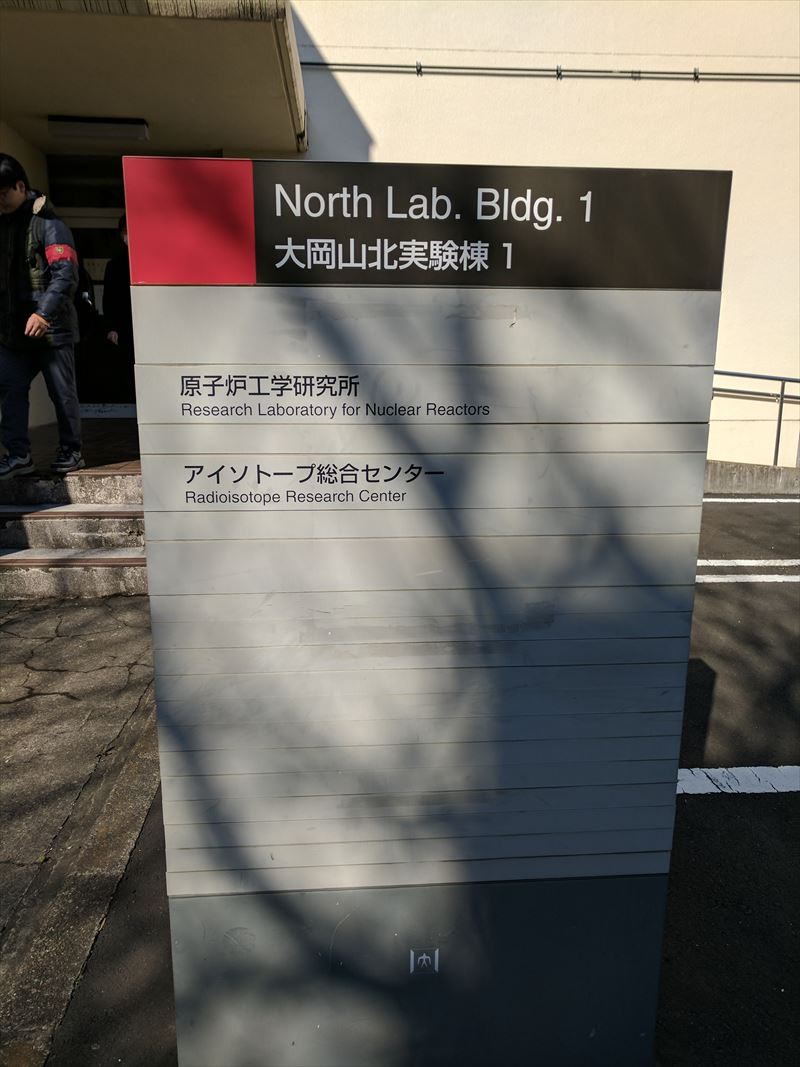 North Lab. Bldg. 1
大岡山北実験棟 1
原子炉工学研究所
Research Laboratory for Nuclear Reactors
アイソトープ総合センター
Radioisotope Research Center